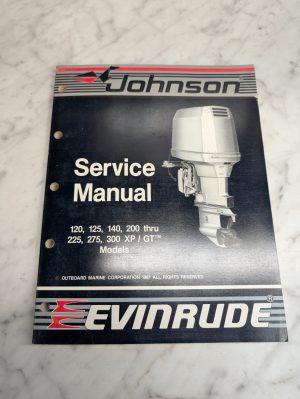 Johnson
Service
Manual
120, 125, 140, 200 thru
225, 275, 300 XP / GT™
Models
OUTBOARD MARINE CORPORATION 1987 ALL RIGHTS RESERVED
EVINRUDE®